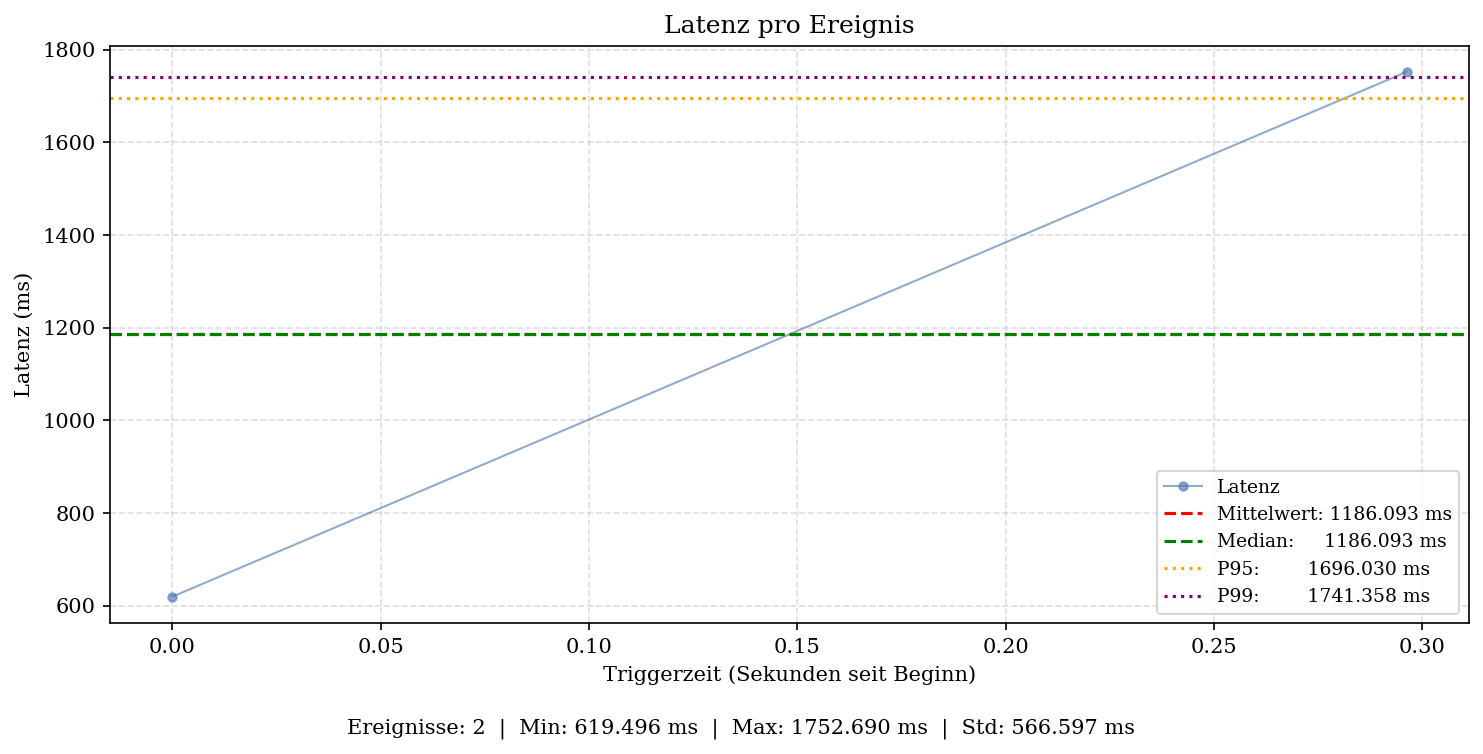 Latenz pro Ereignis
1800
1600
1400
1200
1000
800
600
Latenz (ms)
Latenz
Mittelwert: 1186.093 ms
Median: 1186.093 ms
P95: 1696.030 ms
P99: 1741.358 ms
0.00 0.05 0.10 0.15 0.20 0.25 0.30
Triggerzeit (Sekunden seit Beginn)
Ereignisse: 2 | Min: 619.496 ms | Max: 1752.690 ms | Std: 566.597 ms